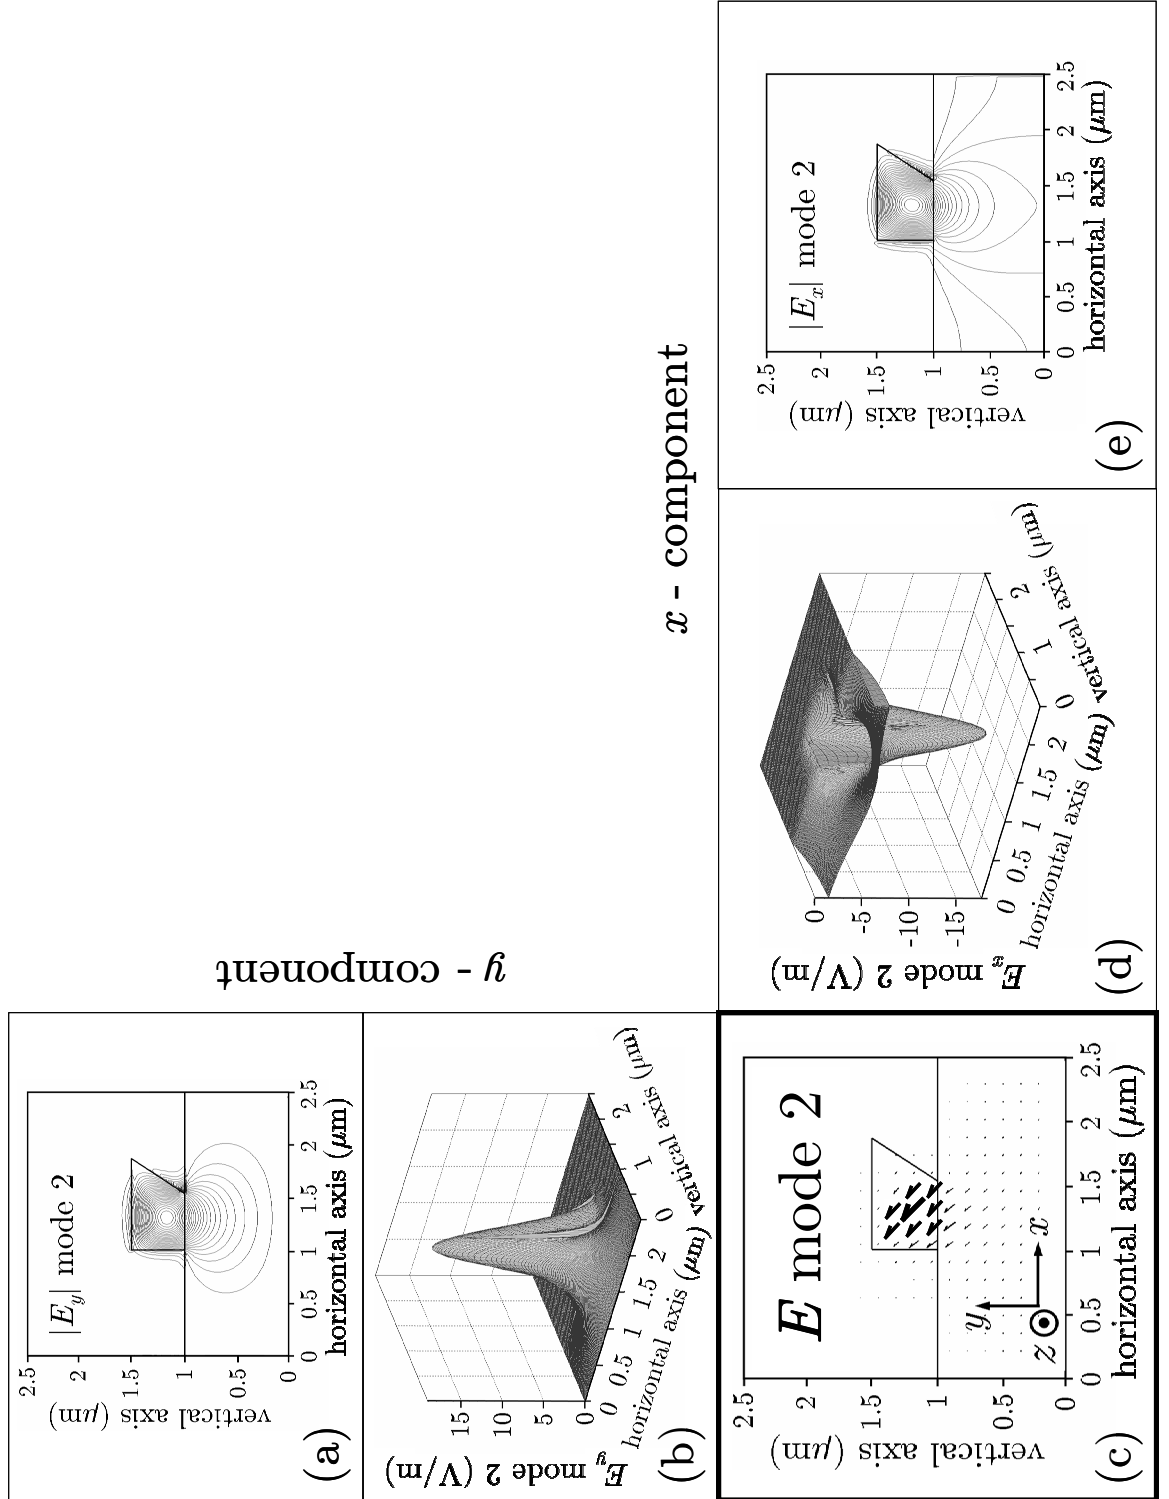 |E_y| mode 2
2.5
2
1.5
1
0.5
0
vertical axis (μm)
0 0.5 1 1.5 2 2.5
horizontal axis (μm)
(a)
y - component
E_y mode 2 (V/m)
15
10
5
0
0 0.5 1 1.5 2
horizontal axis (μm)
0 1 2
vertical axis (μm)
(b)
E mode 2
2.5
2
1.5
1
0.5
0
vertical axis (μm)
y
x
z
0 0.5 1 1.5 2 2.5
horizontal axis (μm)
(c)
x - component
E_x mode 2 (V/m)
0
-5
-10
-15
0 0.5 1 1.5 2
horizontal axis (μm)
0 1 2
vertical axis (μm)
(d)
|E_x| mode 2
2.5
2
1.5
1
0.5
0
vertical axis (μm)
0 0.5 1 1.5 2 2.5
horizontal axis (μm)
(e)